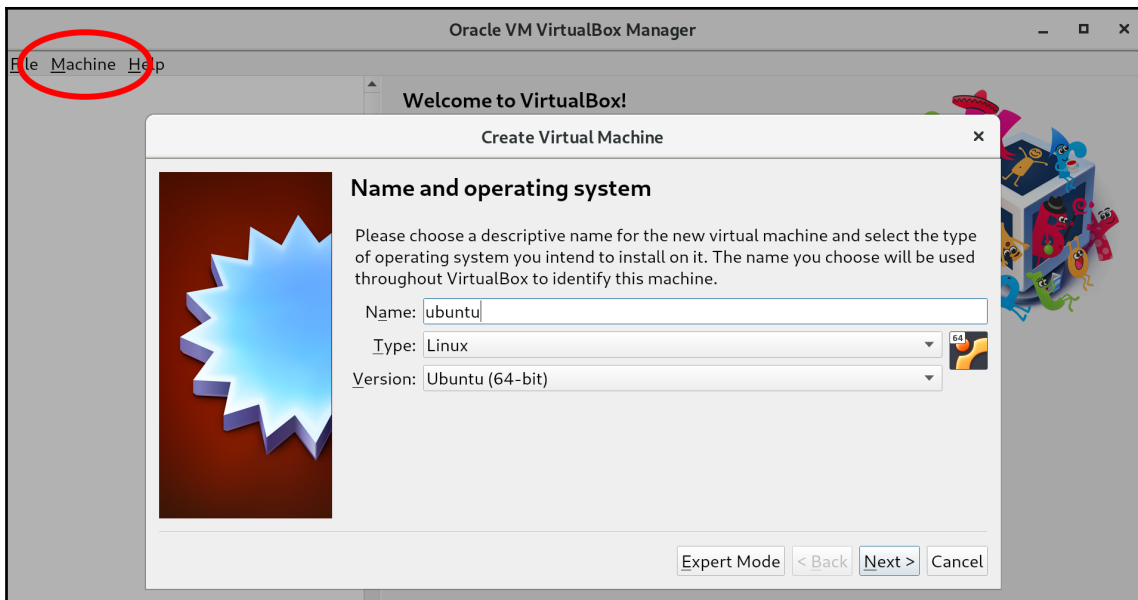 Oracle VM VirtualBox Manager
File Machine Help
Welcome to VirtualBox!
Create Virtual Machine
Name and operating system
Please choose a descriptive name for the new virtual machine and select the type
of operating system you intend to install on it. The name you choose will be used
throughout VirtualBox to identify this machine.
Name: ubuntu
Type: Linux
64
Version: Ubuntu (64-bit)
Expert Mode < Back Next > Cancel